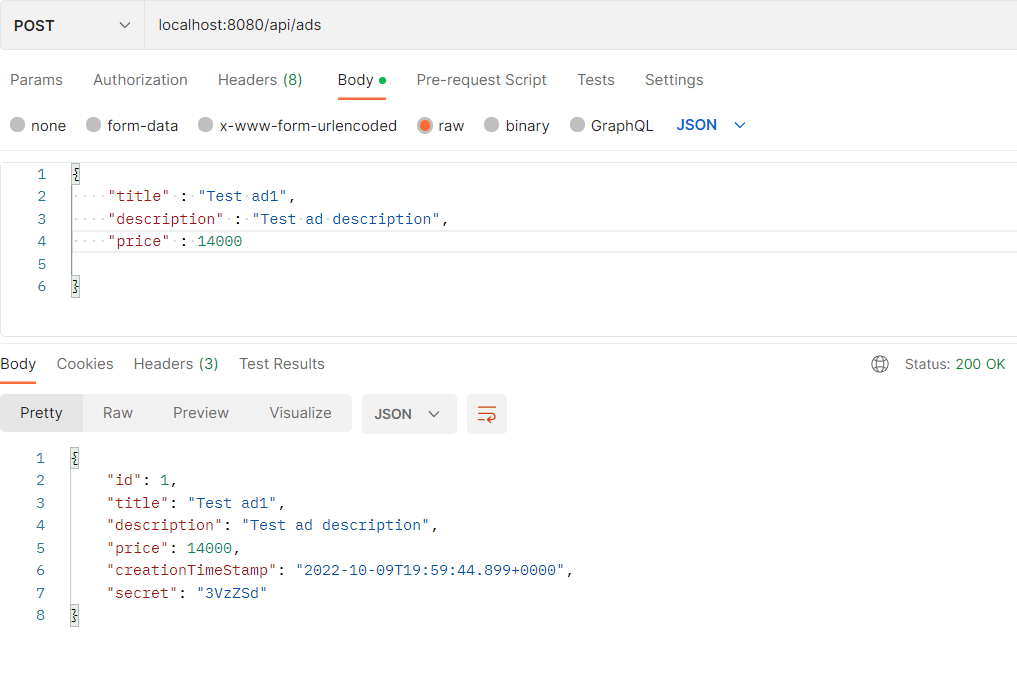 POST localhost:8080/api/ads
Params Authorization Headers (8) Body Pre-request Script Tests Settings
none form-data x-www-form-urlencoded raw binary GraphQL JSON
1 {
2 "title" : "Test ad1",
3 "description" : "Test ad description",
4 "price" : 14000
5
6 }
Body Cookies Headers (3) Test Results Status: 200 OK
Pretty Raw Preview Visualize JSON
1 {
2 "id": 1,
3 "title": "Test ad1",
4 "description": "Test ad description",
5 "price": 14000,
6 "creationTimeStamp": "2022-10-09T19:59:44.899+0000",
7 "secret": "3VzZSd"
8 }